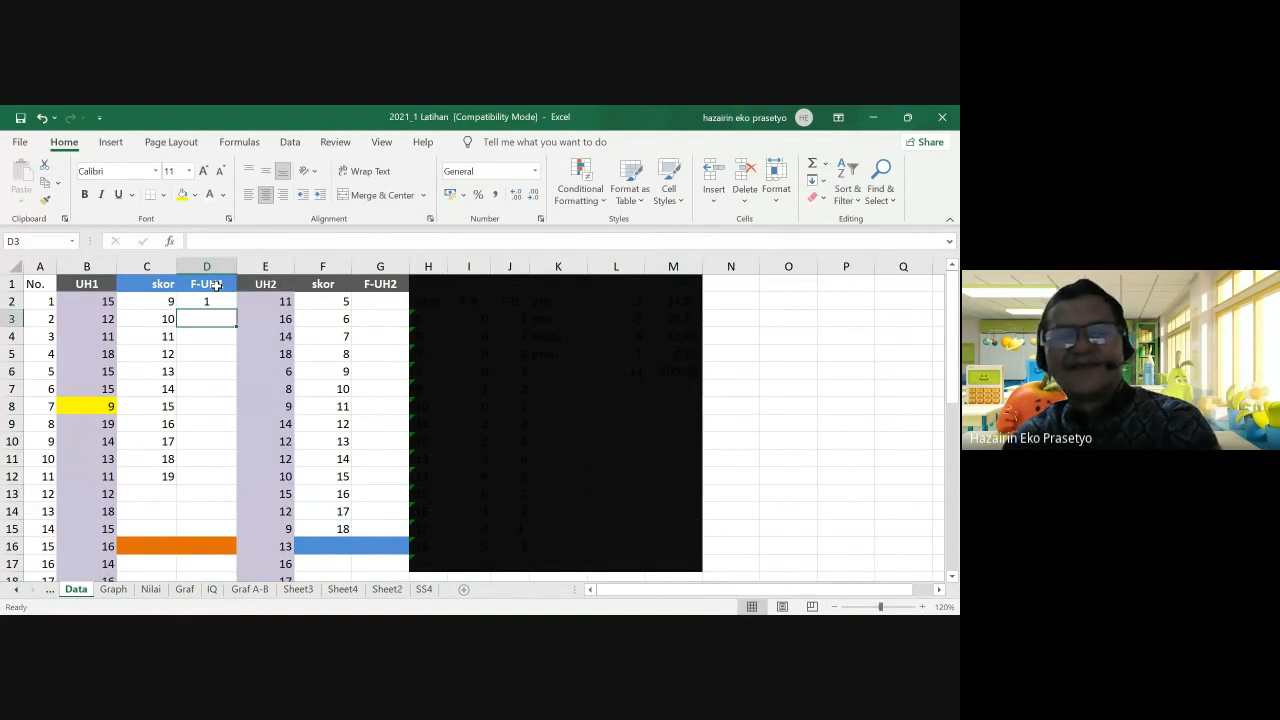 2021_1 Latihan [Compatibility Mode] - Excel
hazairin eko prasetyo HE
File Home Insert Page Layout Formulas Data Review View Help Tell me what you want to do Share
Paste Calibri 11 Wrap Text General Conditional Formatting Format as Table Cell Styles Insert Delete Format Sort & Filter Find & Select
B I U Merge & Center
Clipboard Font Alignment Number Styles Cells Editing
D3 fx
A B C D E F G H I J K L M N O P Q
1 No. UH1 skor UH2 skor F-UH2
2 1 15 9 1 11 5
3 2 12 10 16 6
4 3 11 11 14 7
5 4 18 12 18 8
6 5 15 13 6 9
7 6 15 14 8 10
8 7 9 15 9 11
9 8 19 16 14 12
10 9 14 17 12 13
11 10 13 18 12 14
12 11 11 19 10 15
13 12 12 15 16
14 13 18 12 17
15 14 15 9 18
16 15 16 13
17 16 14 16
... Data Graph Nilai Graf IQ Graf A-B Sheet3 Sheet4 Sheet2 SS4
Ready 120%
Hazairin Eko Prasetyo